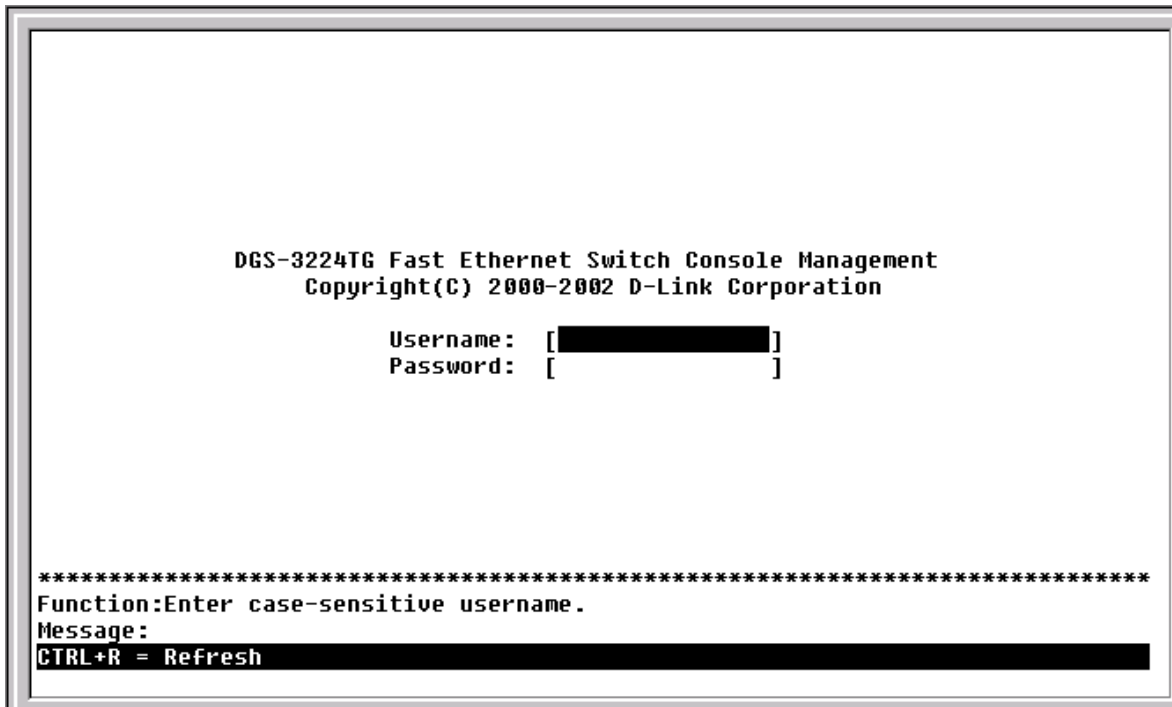 DGS-3224TG Fast Ethernet Switch Console Management
Copyright(C) 2000-2002 D-Link Corporation
Username: [ ]
Password: [ ]
*******************************************************************************
Function:Enter case-sensitive username.
Message:
CTRL+R = Refresh